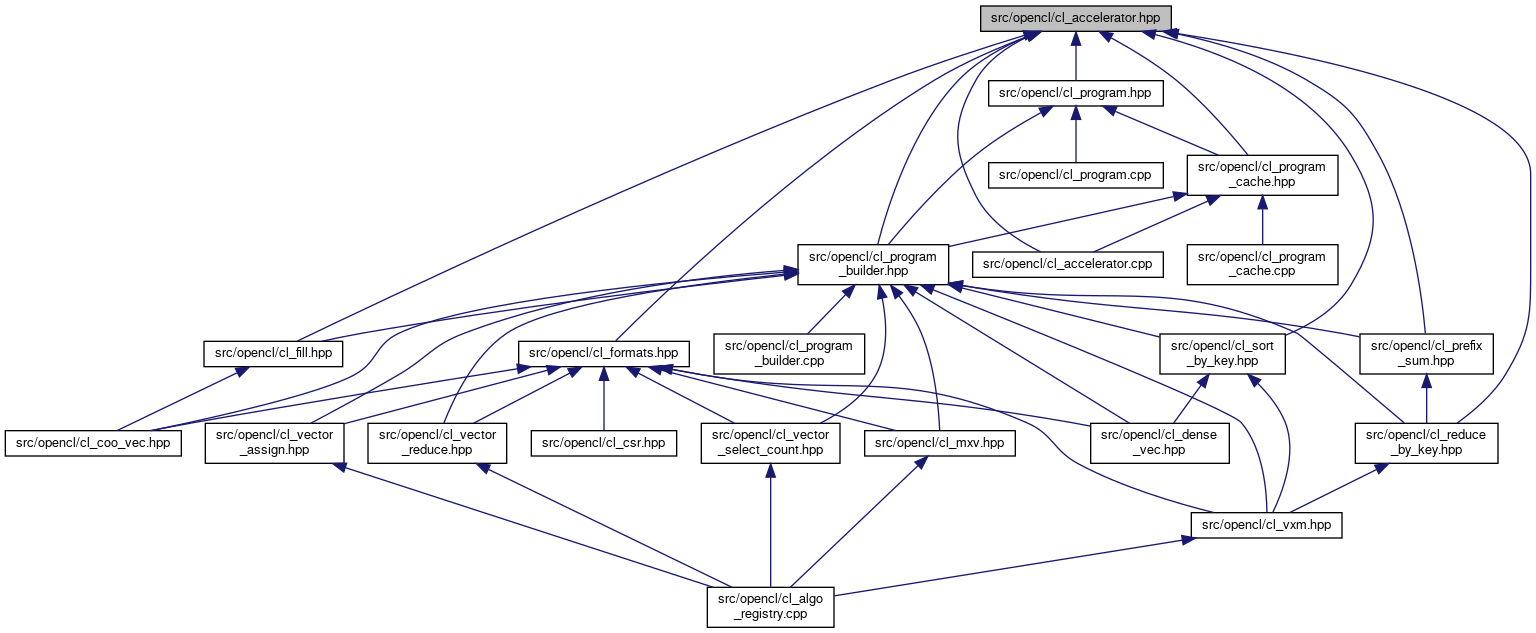 src/opencl/cl_accelerator.hpp
src/opencl/cl_program.hpp
src/opencl/cl_program.cpp
src/opencl/cl_program
_cache.hpp
src/opencl/cl_program
_builder.hpp
src/opencl/cl_accelerator.cpp
src/opencl/cl_program
_cache.cpp
src/opencl/cl_fill.hpp
src/opencl/cl_formats.hpp
src/opencl/cl_program
_builder.cpp
src/opencl/cl_sort
_by_key.hpp
src/opencl/cl_prefix
_sum.hpp
src/opencl/cl_coo_vec.hpp
src/opencl/cl_vector
_assign.hpp
src/opencl/cl_vector
_reduce.hpp
src/opencl/cl_csr.hpp
src/opencl/cl_vector
_select_count.hpp
src/opencl/cl_mxv.hpp
src/opencl/cl_dense
_vec.hpp
src/opencl/cl_reduce
_by_key.hpp
src/opencl/cl_vxm.hpp
src/opencl/cl_algo
_registry.cpp